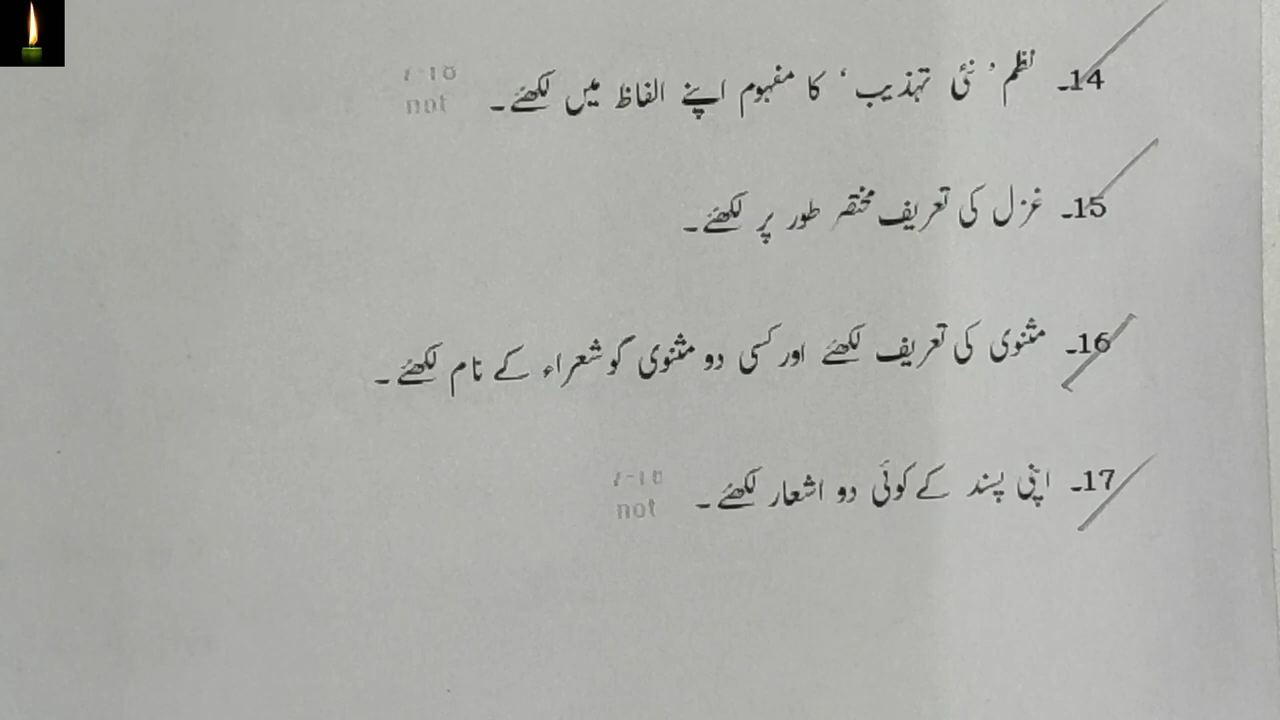 14۔ نظم ’ نئی تہذیب ‘ کا مفہوم اپنے الفاظ میں لکھئے۔
not
15۔ غزل کی تعریف مختصر طور پر لکھئے۔
16۔ مثنوی کی تعریف لکھئے اور کسی دو مثنوی گو شعراء کے نام لکھئے۔
17۔ اپنی پسند کے کوئی دو اشعار لکھئے۔
not